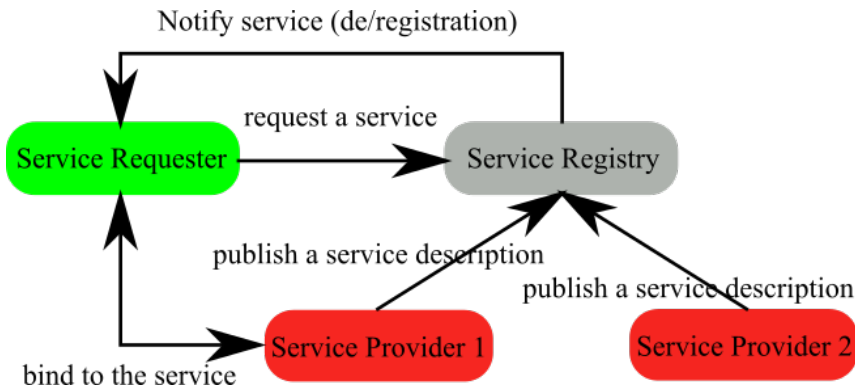 Notify service (de/registration)
request a service
Service Requester
Service Registry
publish a service description
publish a service description
Service Provider 1
Service Provider 2
bind to the service